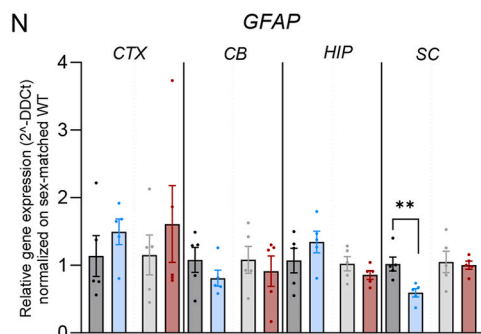 N
GFAP
CTX CB HIP SC
Relative gene expression (2^-DDCt)
normalized on sex-matched WT
4
3
2
1
0
**